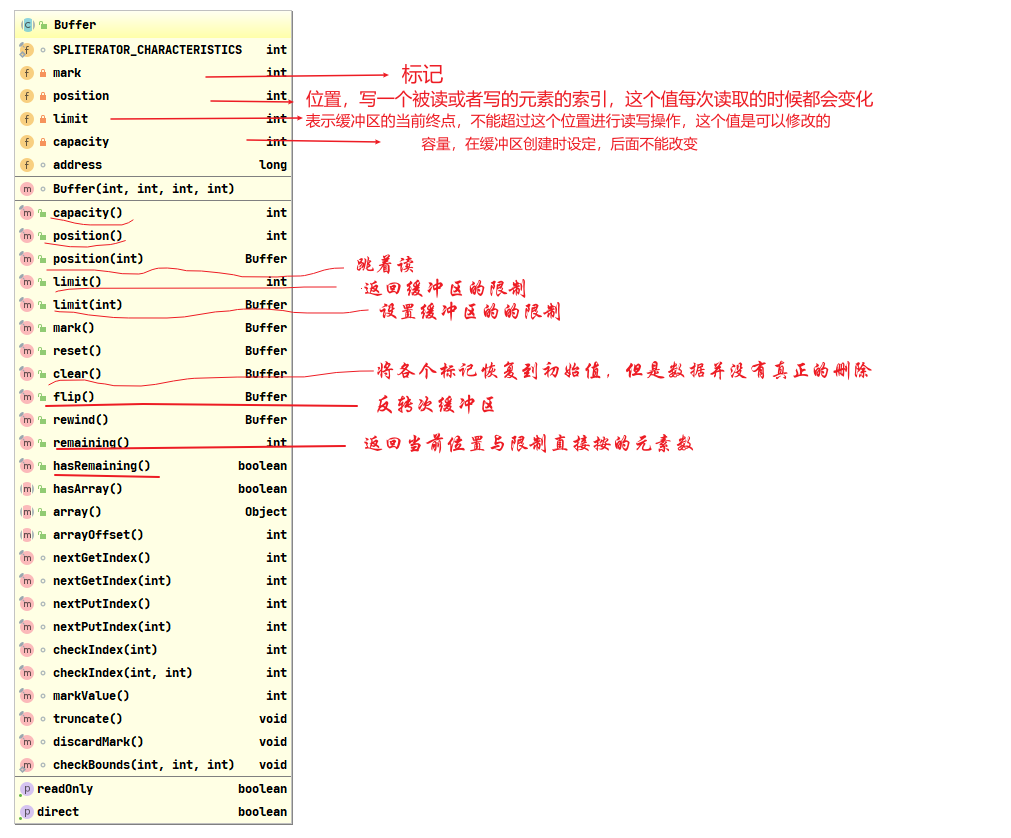 Buffer
SPLITERATOR_CHARACTERISTICS int
mark int 标记
position int 位置，写一个被读或者写的元素的索引，这个值每次读取的时候都会变化
limit int 表示缓冲区的当前终点，不能超过这个位置进行读写操作，这个值是可以修改的
capacity int 容量，在缓冲区创建时设定，后面不能改变
address long
Buffer(int, int, int, int)
capacity() int
position() int
position(int) Buffer 跳着读
limit() int 返回缓冲区的限制
limit(int) Buffer 设置缓冲区的的限制
mark() Buffer
reset() Buffer
clear() Buffer 将各个标记恢复到初始值，但是数据并没有真正的删除
flip() Buffer 反转次缓冲区
rewind() Buffer
remaining() int 返回当前位置与限制直接按的元素数
hasRemaining() boolean
hasArray() boolean
array() Object
arrayOffset() int
nextGetIndex() int
nextGetIndex(int) int
nextPutIndex() int
nextPutIndex(int) int
checkIndex(int) int
checkIndex(int, int) int
markValue() int
truncate() void
discardMark() void
checkBounds(int, int, int) void
readOnly boolean
direct boolean